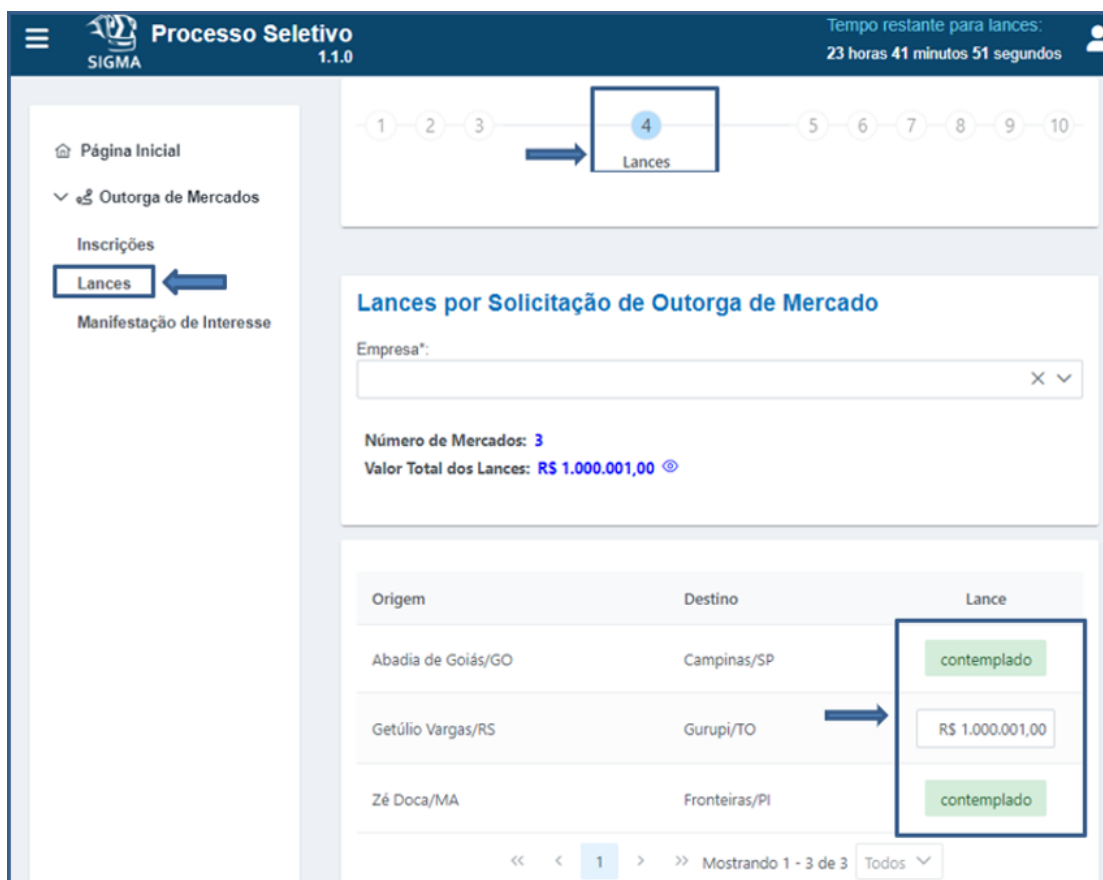 Processo Seletivo
1.1.0
SIGMA
Tempo restante para lances:
23 horas 41 minutos 51 segundos
Página Inicial
Outorga de Mercados
Inscrições
Lances
Manifestação de Interesse
1 2 3 4 5 6 7 8 9 10
Lances
Lances por Solicitação de Outorga de Mercado
Empresa*:
Número de Mercados: 3
Valor Total dos Lances: R$ 1.000.001,00
Origem Destino Lance
Abadia de Goiás/GO Campinas/SP contemplado
Getúlio Vargas/RS Gurupi/TO R$ 1.000.001,00
Zé Doca/MA Fronteiras/PI contemplado
<< < 1 > >> Mostrando 1 - 3 de 3 Todos